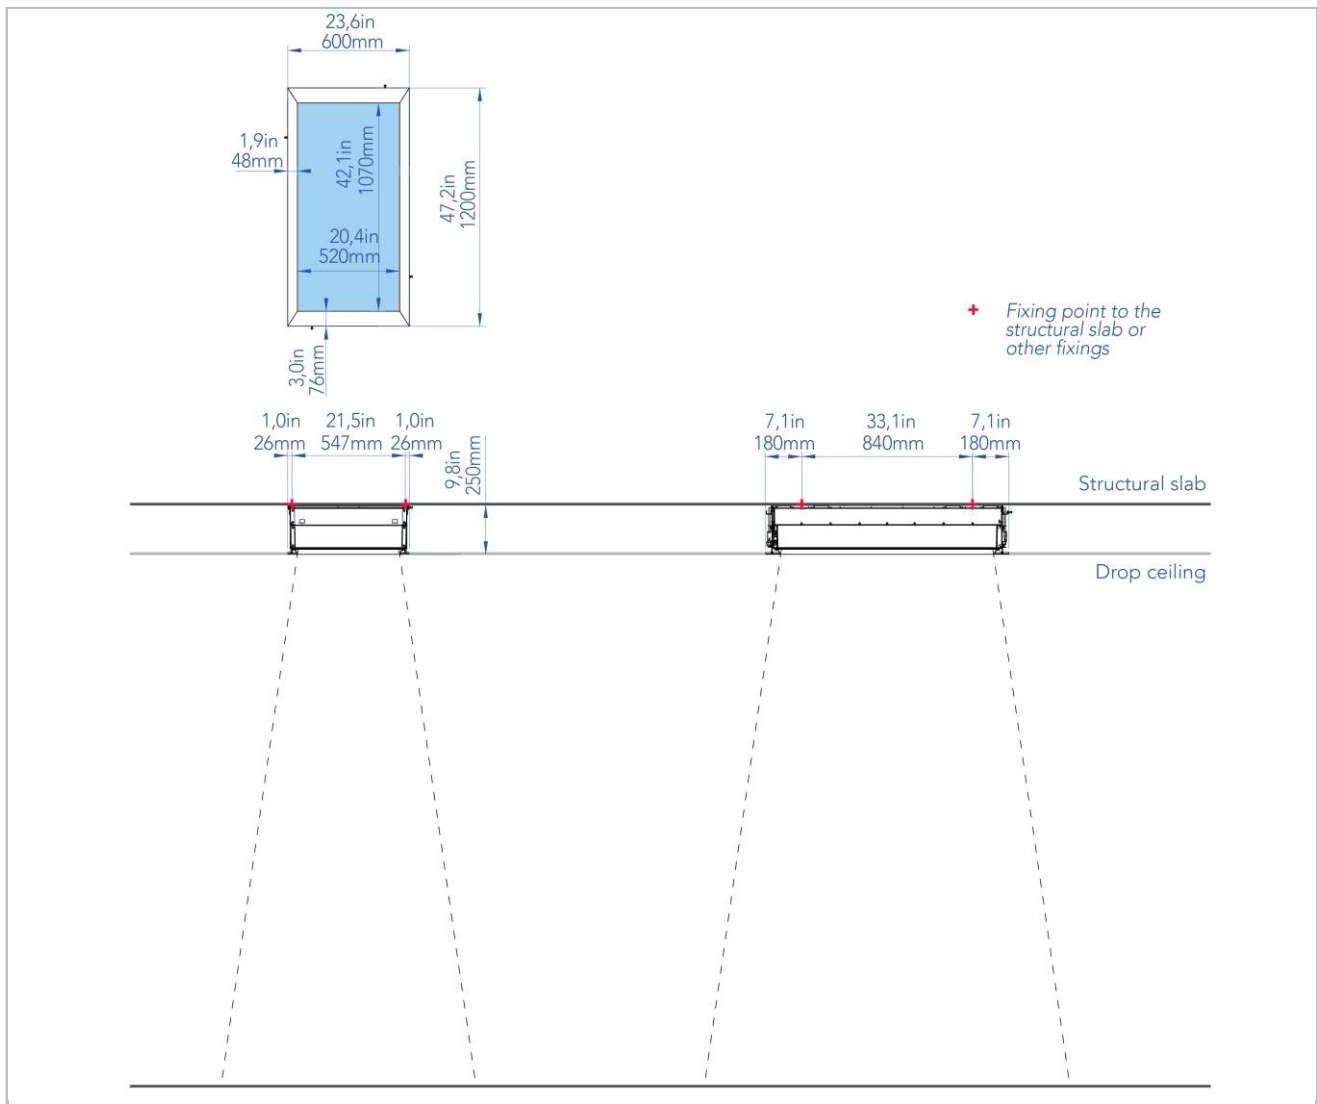 23,6in
600mm
1,9in
48mm
42,1in
1070mm
47,2in
1200mm
20,4in
520mm
3,0in
76mm
+ Fixing point to the
structural slab or
other fixings
1,0in
26mm
21,5in
547mm
1,0in
26mm
9,8in
250mm
7,1in
180mm
33,1in
840mm
7,1in
180mm
Structural slab
Drop ceiling